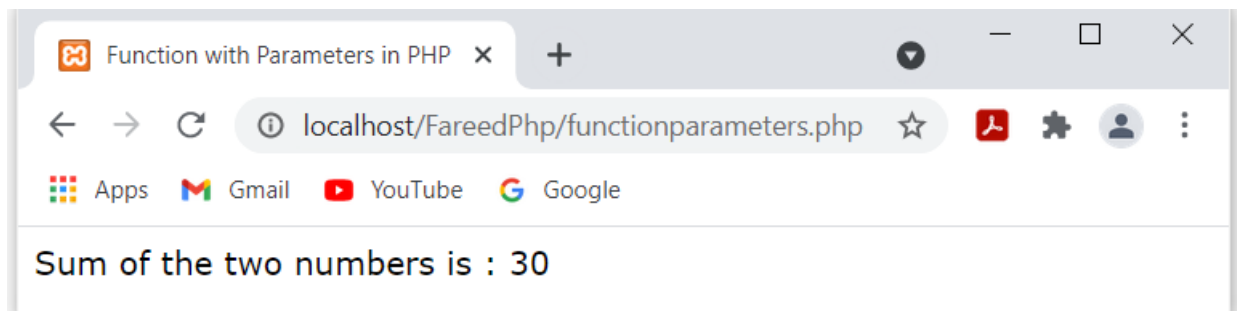 Function with Parameters in PHP
localhost/FareedPhp/functionparameters.php
Apps Gmail YouTube Google
Sum of the two numbers is : 30